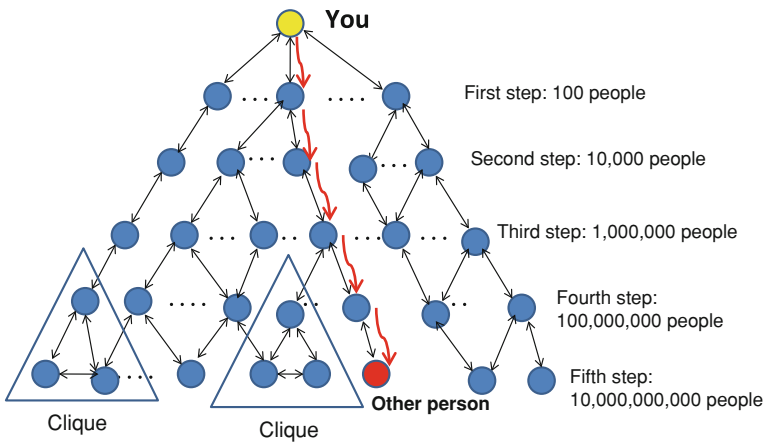 You
First step: 100 people
Second step: 10,000 people
Third step: 1,000,000 people
Fourth step:
100,000,000 people
Fifth step:
10,000,000,000 people
Other person
Clique
Clique